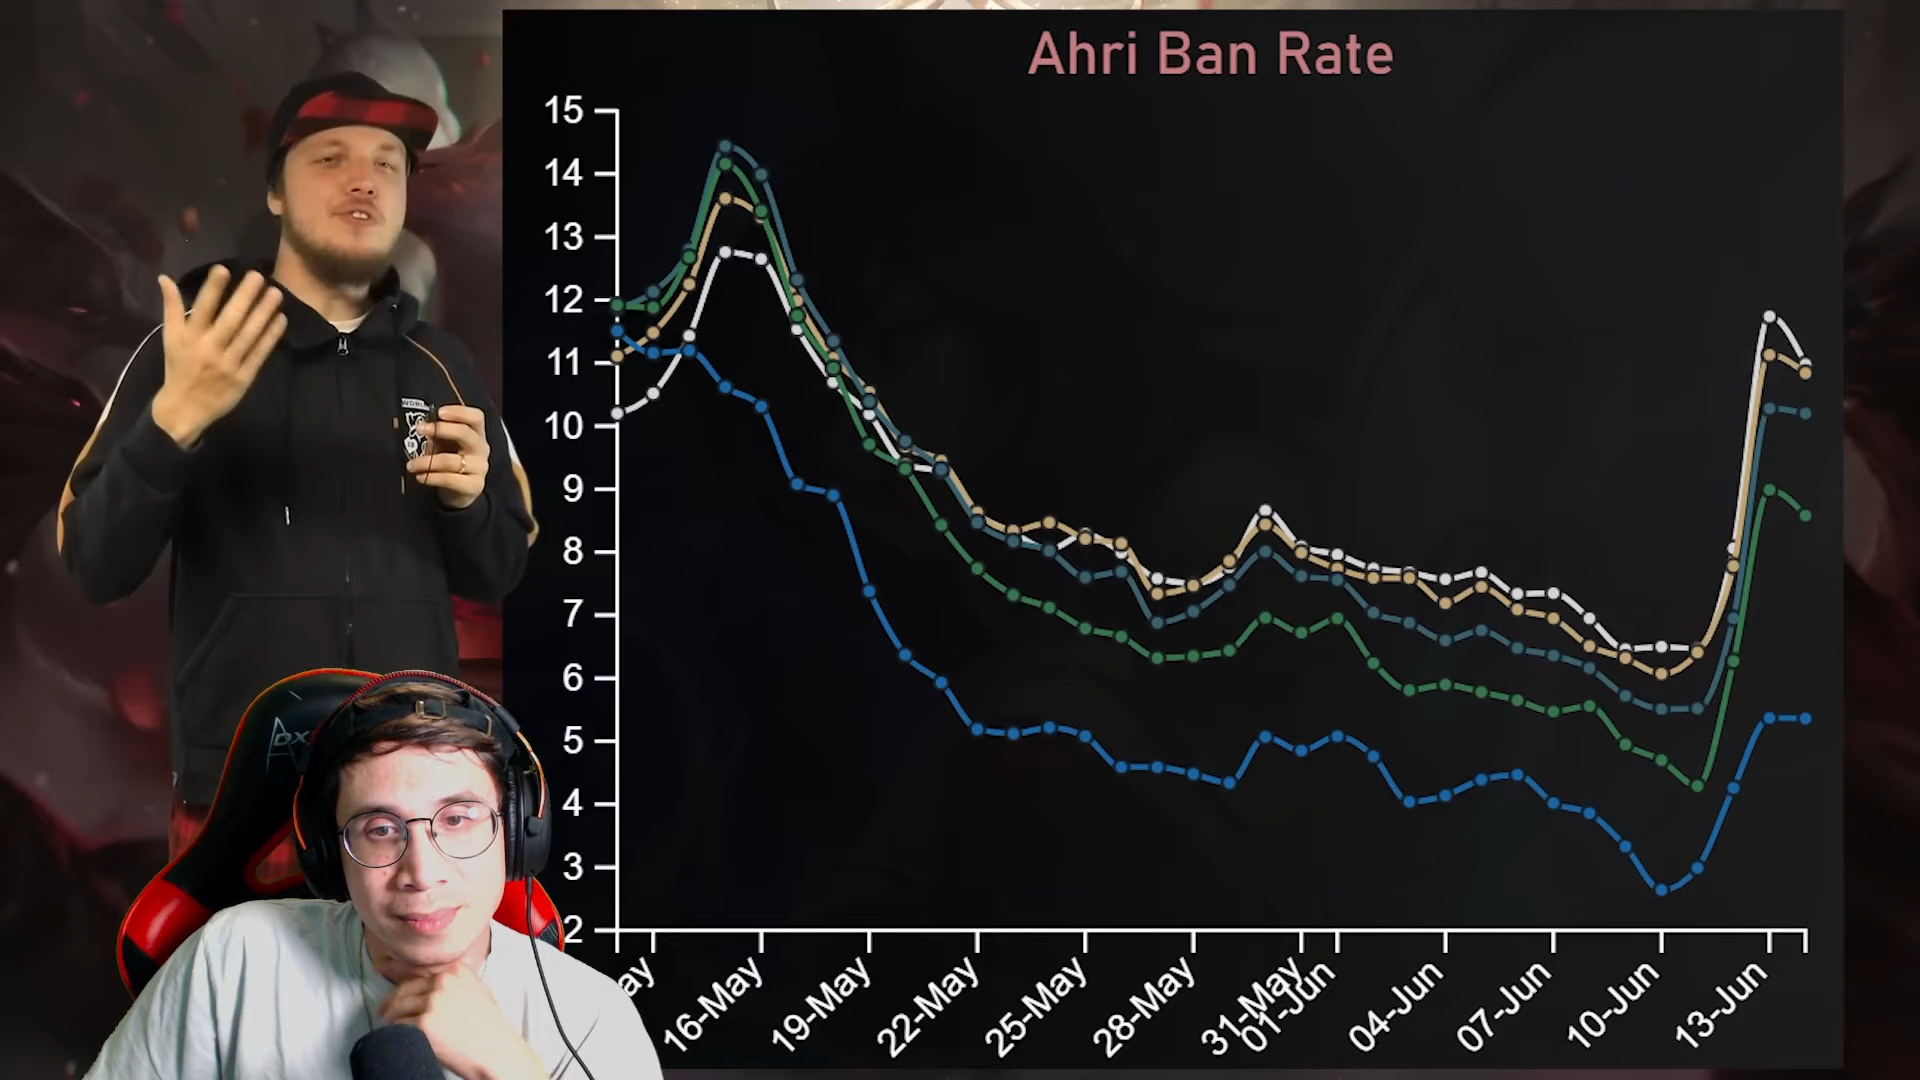 Ahri Ban Rate
15
14
13
12
11
10
9
8
7
6
5
4
3
2
ay
16-May
19-May
22-May
25-May
28-May
31-May
01-Jun
04-Jun
07-Jun
10-Jun
13-Jun
WORL